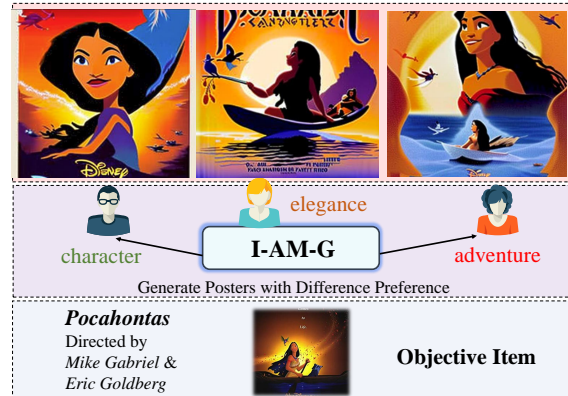 DISNEY
elegance
I-AM-G
character
adventure
Generate Posters with Difference Preference
Pocahontas
Directed by
Mike Gabriel &
Eric Goldberg
Objective Item